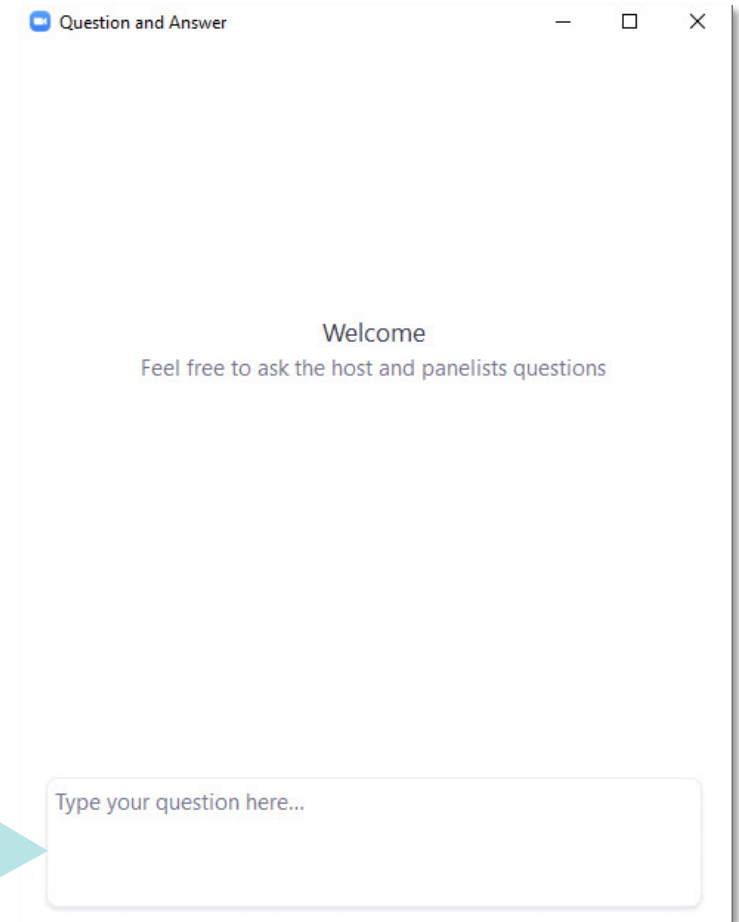 Question and Answer
Welcome
Feel free to ask the host and panelists questions
Type your question here...